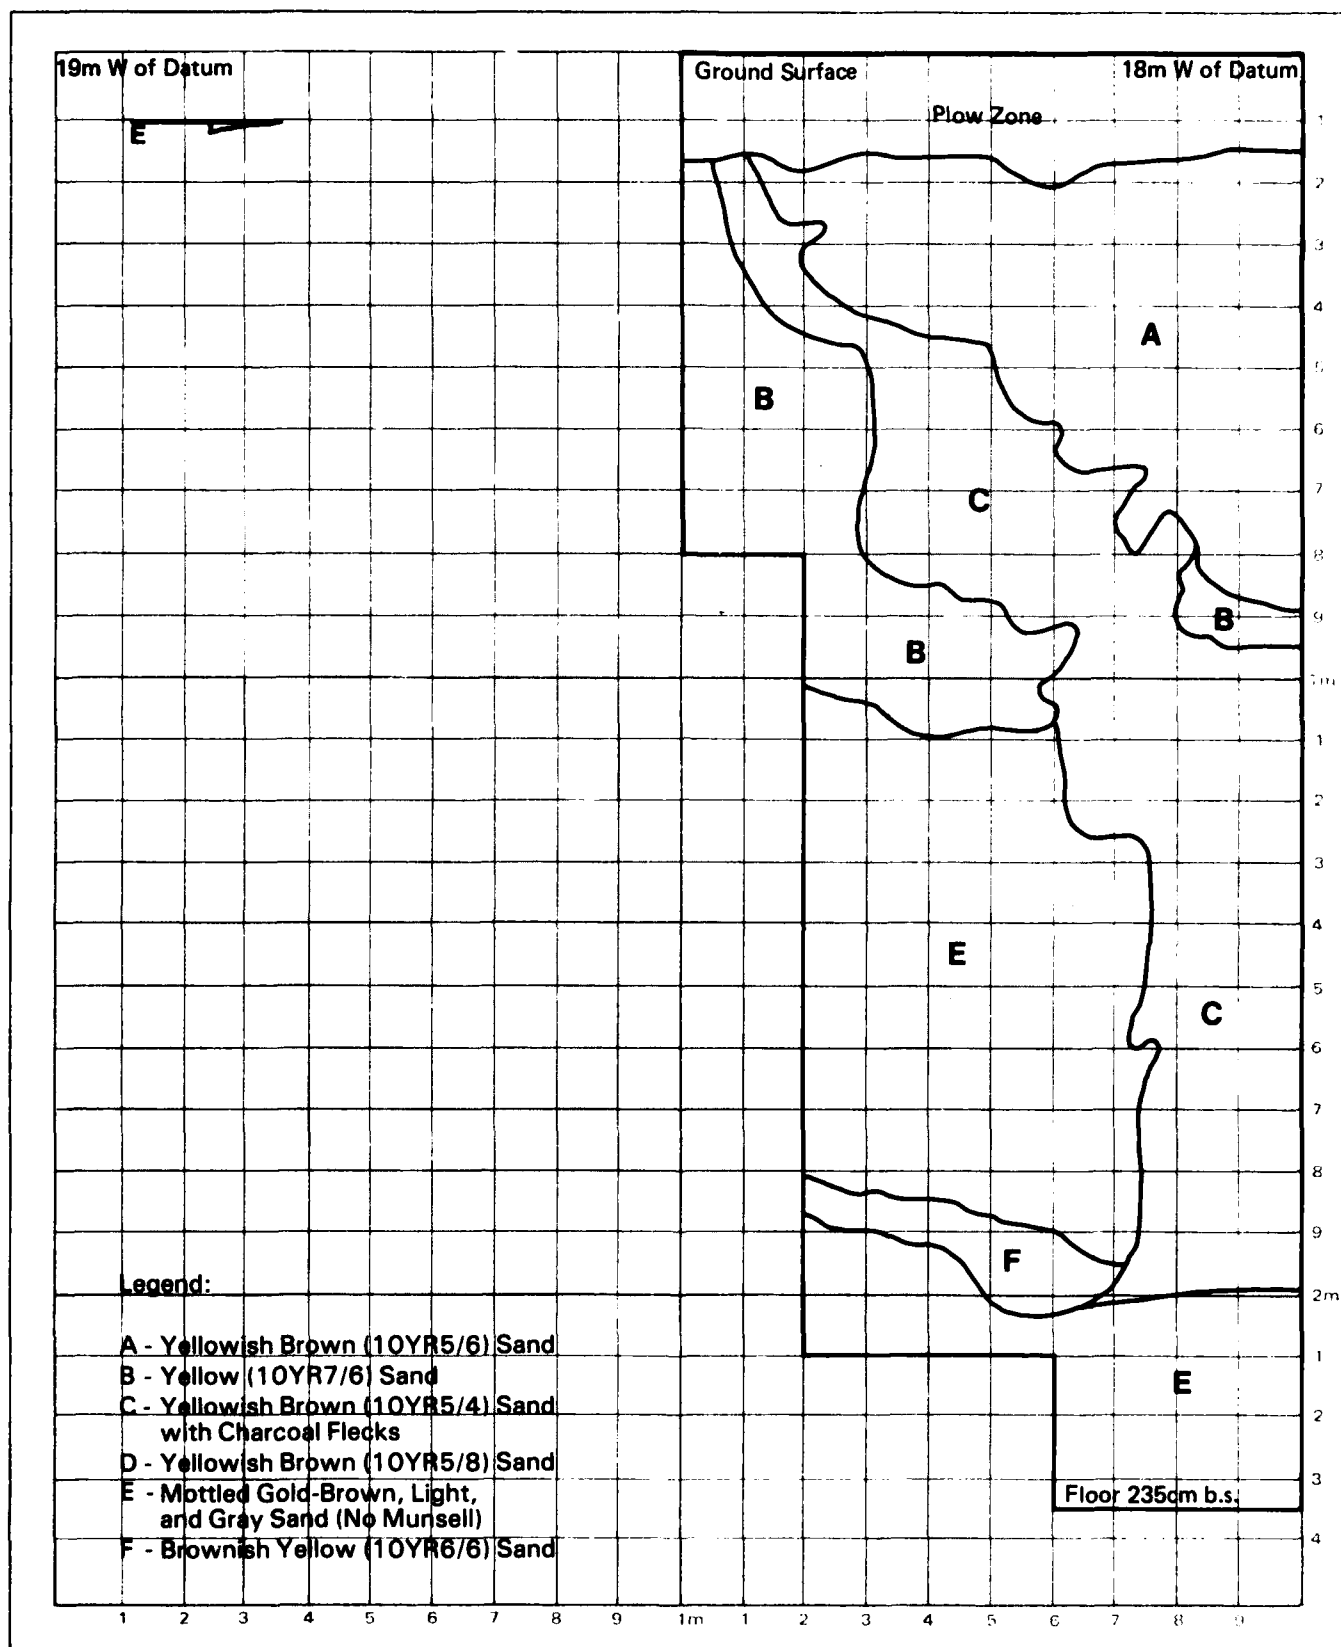 19m W of Datum
Ground Surface
18m W of Datum
Plow Zone
E
1
2
3
4
A
5
B
6
C
7
8
9
B
B
1m
1
2
3
4
E
5
C
6
7
8
9
F
2m
1
E
2
3
Floor 235cm b.s.
4
Legend:
A - Yellowish Brown (10YR5/6) Sand
B - Yellow (10YR7/6) Sand
C - Yellowish Brown (10YR5/4) Sand
with Charcoal Flecks
D - Yellowish Brown (10YR5/8) Sand
E - Mottled Gold-Brown, Light,
and Gray Sand (No Munsell)
F - Brownish Yellow (10YR6/6) Sand
1 2 3 4 5 6 7 8 9 1m 1 2 3 4 5 6 7 8 9